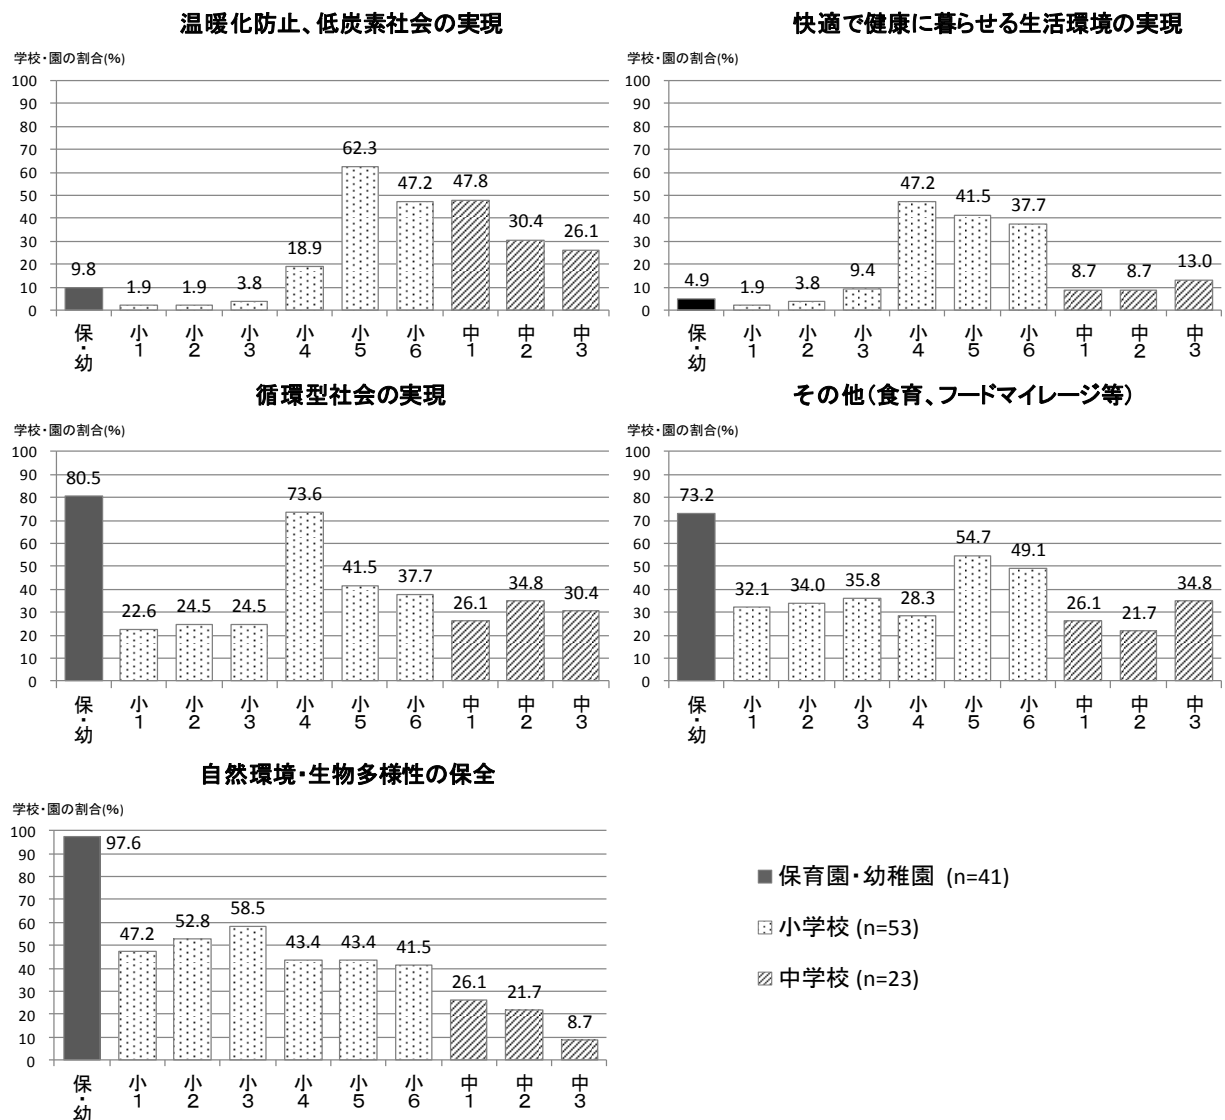 温暖化防止、低炭素社会の実現
学校・園の割合(%)
100
90
80
70
60
50
40
30
20
10
0
9.8
1.9
1.9
3.8
18.9
62.3
47.2
47.8
30.4
26.1
保・幼
小1
小2
小3
小4
小5
小6
中1
中2
中3
快適で健康に暮らせる生活環境の実現
学校・園の割合(%)
100
90
80
70
60
50
40
30
20
10
0
4.9
1.9
3.8
9.4
47.2
41.5
37.7
8.7
8.7
13.0
保・幼
小1
小2
小3
小4
小5
小6
中1
中2
中3
循環型社会の実現
学校・園の割合(%)
100
90
80
70
60
50
40
30
20
10
0
80.5
22.6
24.5
24.5
73.6
41.5
37.7
26.1
34.8
30.4
保・幼
小1
小2
小3
小4
小5
小6
中1
中2
中3
その他(食育、フードマイレージ等)
学校・園の割合(%)
100
90
80
70
60
50
40
30
20
10
0
73.2
32.1
34.0
35.8
28.3
54.7
49.1
26.1
21.7
34.8
保・幼
小1
小2
小3
小4
小5
小6
中1
中2
中3
自然環境・生物多様性の保全
学校・園の割合(%)
100
90
80
70
60
50
40
30
20
10
0
97.6
47.2
52.8
58.5
43.4
43.4
41.5
26.1
21.7
8.7
保・幼
小1
小2
小3
小4
小5
小6
中1
中2
中3
保育園・幼稚園 (n=41)
小学校 (n=53)
中学校 (n=23)